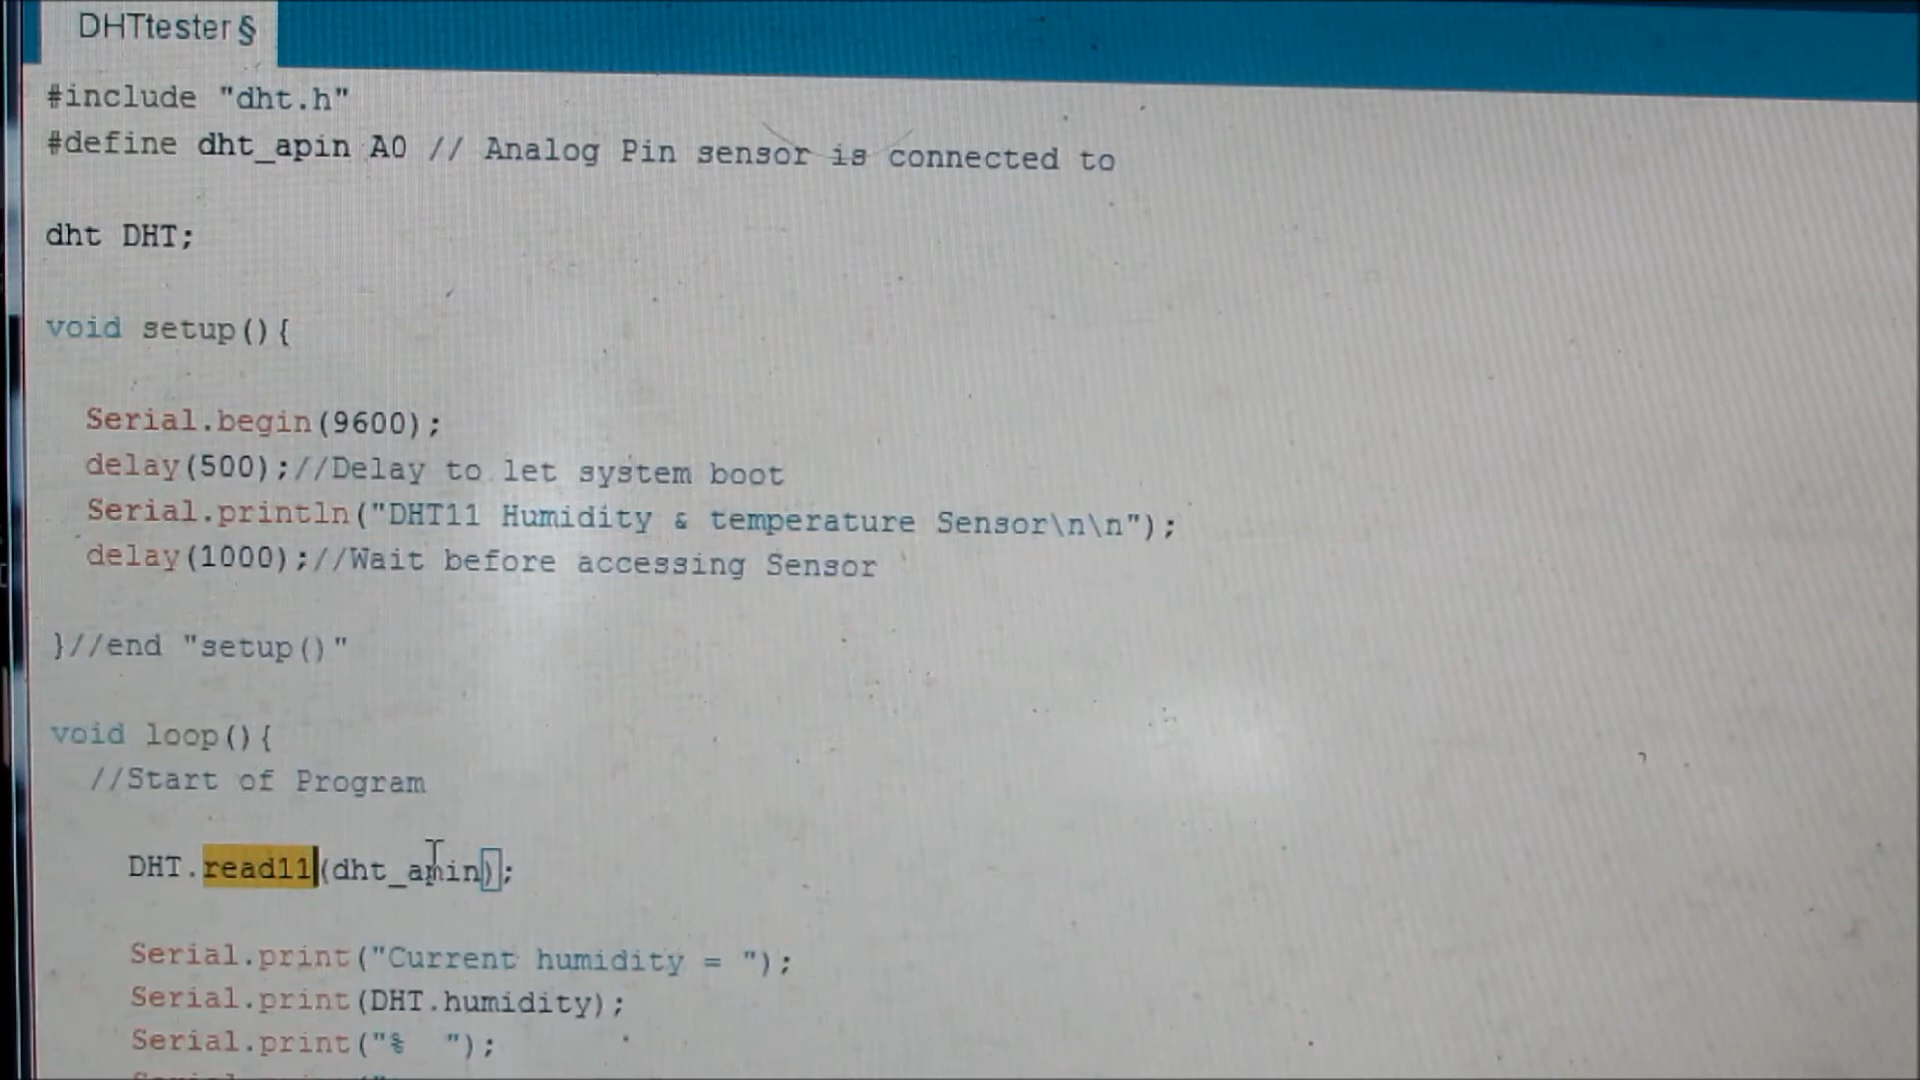 DHTtester §
#include "dht.h"
#define dht_apin A0 // Analog Pin sensor is connected to
dht DHT;
void setup(){
Serial.begin(9600);
delay(500);//Delay to let system boot
Serial.println("DHT11 Humidity & temperature Sensor\n\n");
delay(1000);//Wait before accessing Sensor
}//end "setup()"
void loop(){
//Start of Program
DHT.read11(dht_apin);
Serial.print("Current humidity = ");
Serial.print(DHT.humidity);
Serial.print("%  ");